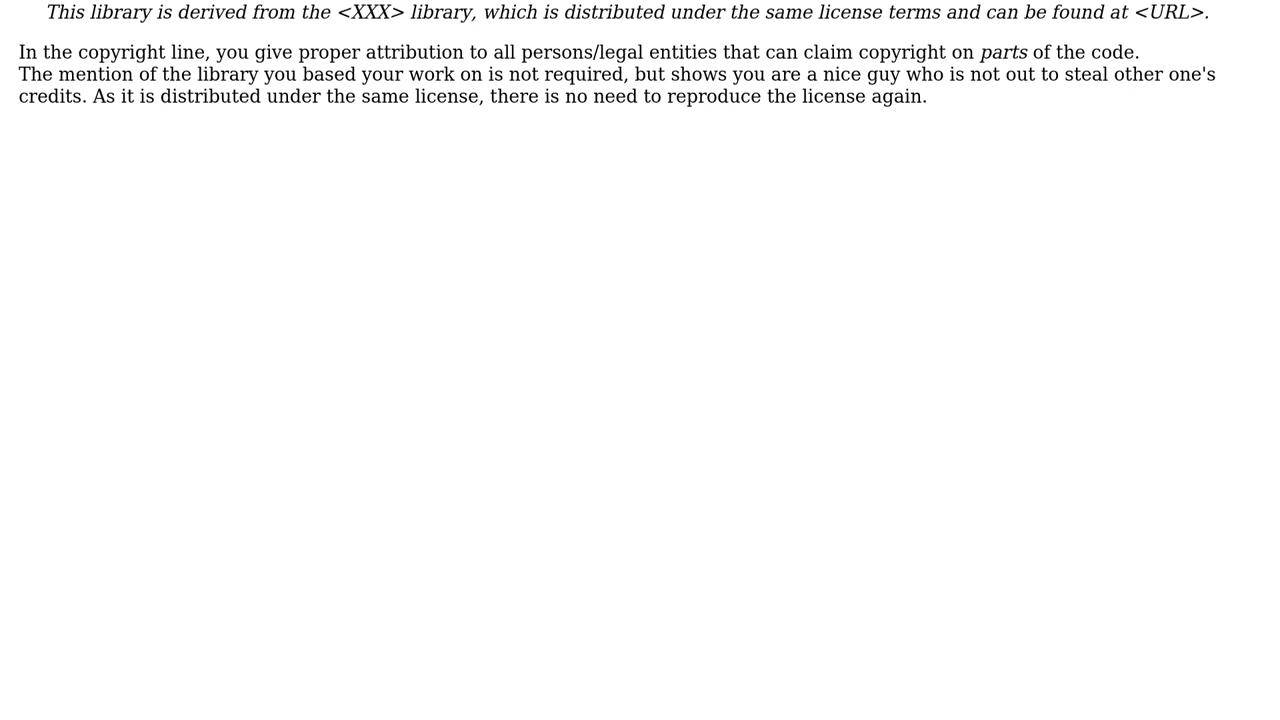 This library is derived from the <XXX> library, which is distributed under the same license terms and can be found at <URL>.
In the copyright line, you give proper attribution to all persons/legal entities that can claim copyright on parts of the code.
The mention of the library you based your work on is not required, but shows you are a nice guy who is not out to steal other one's
credits. As it is distributed under the same license, there is no need to reproduce the license again.